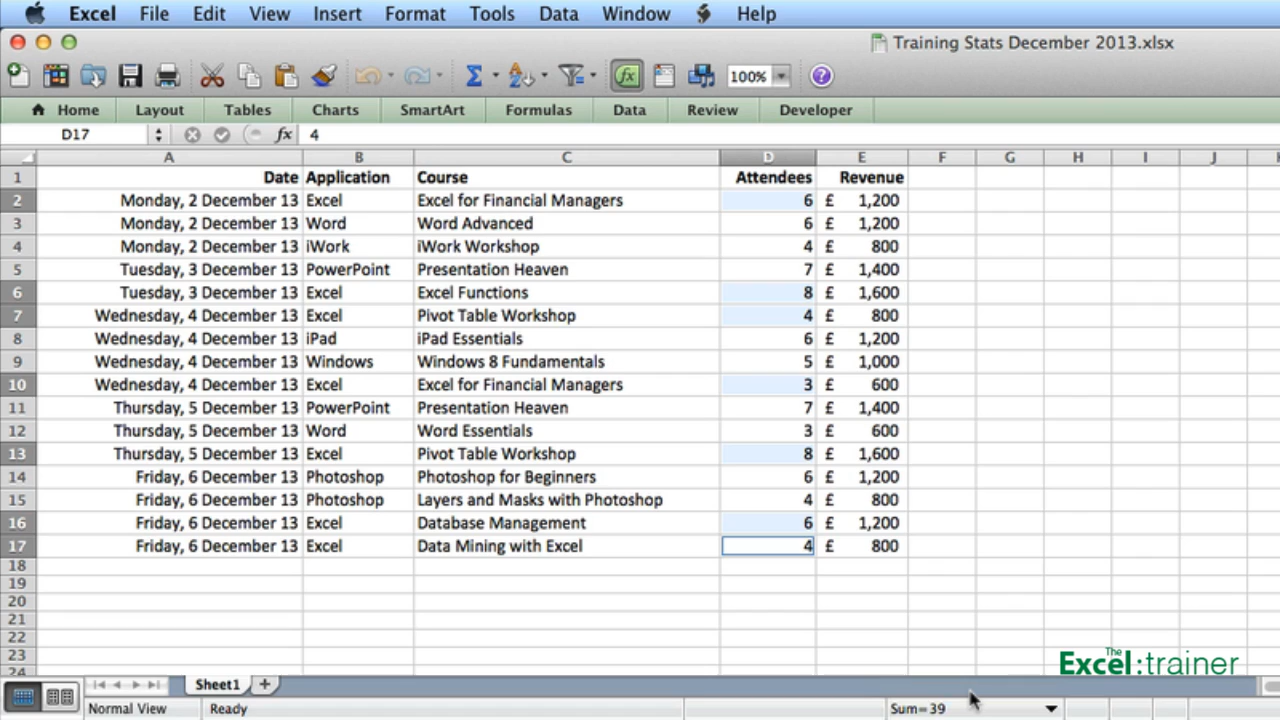 Excel File Edit View Insert Format Tools Data Window Help
Training Stats December 2013.xlsx
100%
Home Layout Tables Charts SmartArt Formulas Data Review Developer
D17 fx 4
A B C D E F G H I J
1 Date Application Course Attendees Revenue
2 Monday, 2 December 13 Excel Excel for Financial Managers 6 £ 1,200
3 Monday, 2 December 13 Word Word Advanced 6 £ 1,200
4 Monday, 2 December 13 iWork iWork Workshop 4 £ 800
5 Tuesday, 3 December 13 PowerPoint Presentation Heaven 7 £ 1,400
6 Tuesday, 3 December 13 Excel Excel Functions 8 £ 1,600
7 Wednesday, 4 December 13 Excel Pivot Table Workshop 4 £ 800
8 Wednesday, 4 December 13 iPad iPad Essentials 6 £ 1,200
9 Wednesday, 4 December 13 Windows Windows 8 Fundamentals 5 £ 1,000
10 Wednesday, 4 December 13 Excel Excel for Financial Managers 3 £ 600
11 Thursday, 5 December 13 PowerPoint Presentation Heaven 7 £ 1,400
12 Thursday, 5 December 13 Word Word Essentials 3 £ 600
13 Thursday, 5 December 13 Excel Pivot Table Workshop 8 £ 1,600
14 Friday, 6 December 13 Photoshop Photoshop for Beginners 6 £ 1,200
15 Friday, 6 December 13 Photoshop Layers and Masks with Photoshop 4 £ 800
16 Friday, 6 December 13 Excel Database Management 6 £ 1,200
17 Friday, 6 December 13 Excel Data Mining with Excel 4 £ 800
18
19
20
21
22
23
24
The Excel:trainer
Sheet1
Normal View Ready Sum=39